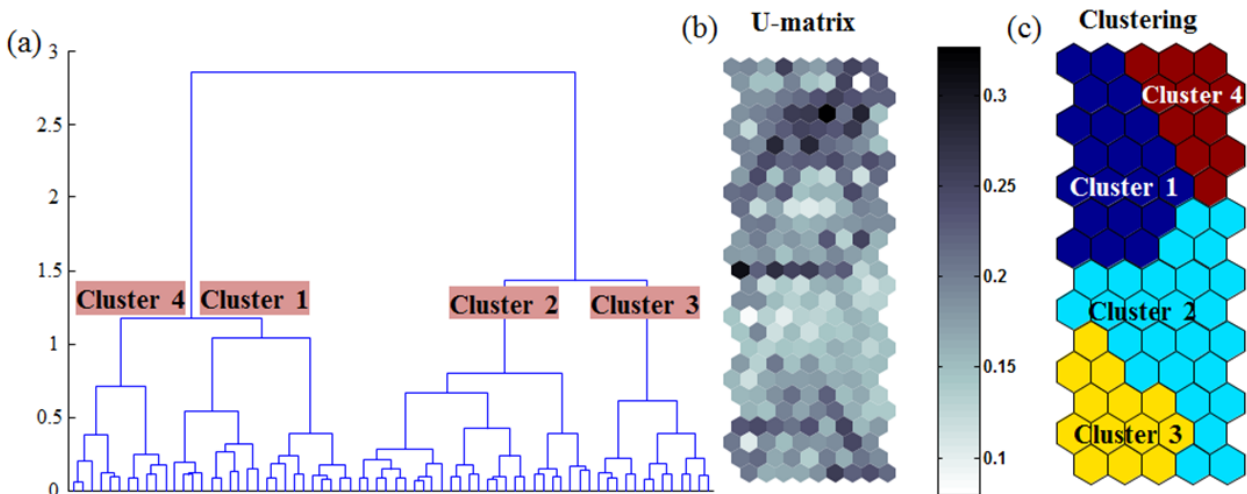 (a)
3
2.5
2
1.5
1
0.5
0
Cluster 4
Cluster 1
Cluster 2
Cluster 3
(b)
U-matrix
0.3
0.25
0.2
0.15
0.1
(c)
Clustering
Cluster 4
Cluster 1
Cluster 2
Cluster 3